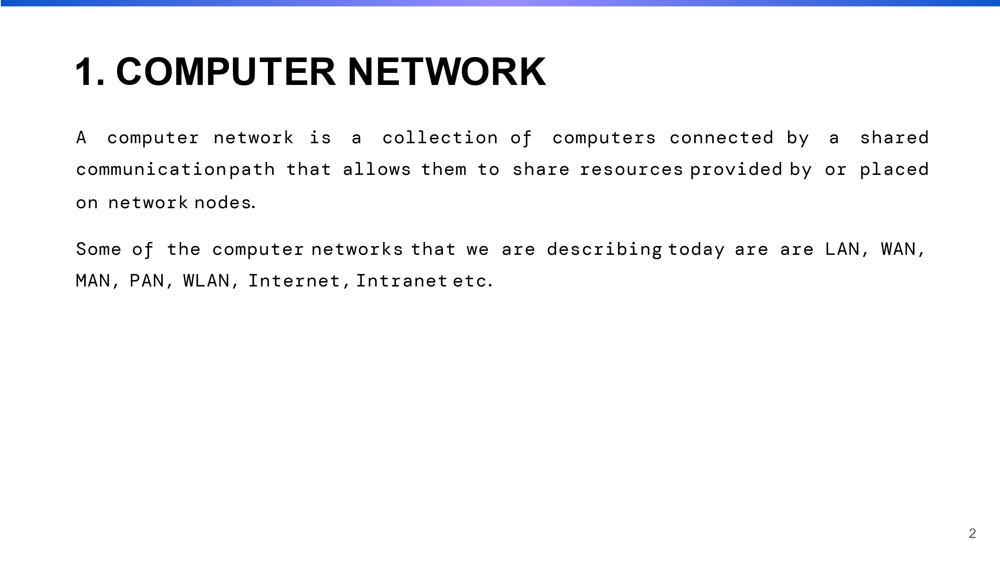 1. COMPUTER NETWORK
A computer network is a collection of computers connected by a shared
communication path that allows them to share resources provided by or placed
on network nodes.
Some of the computer networks that we are describing today are are LAN, WAN,
MAN, PAN, WLAN, Internet, Intranet etc.
2